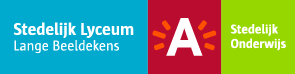 Stedelijk Lyceum
Lange Beeldekens
A
Stedelijk
Onderwijs